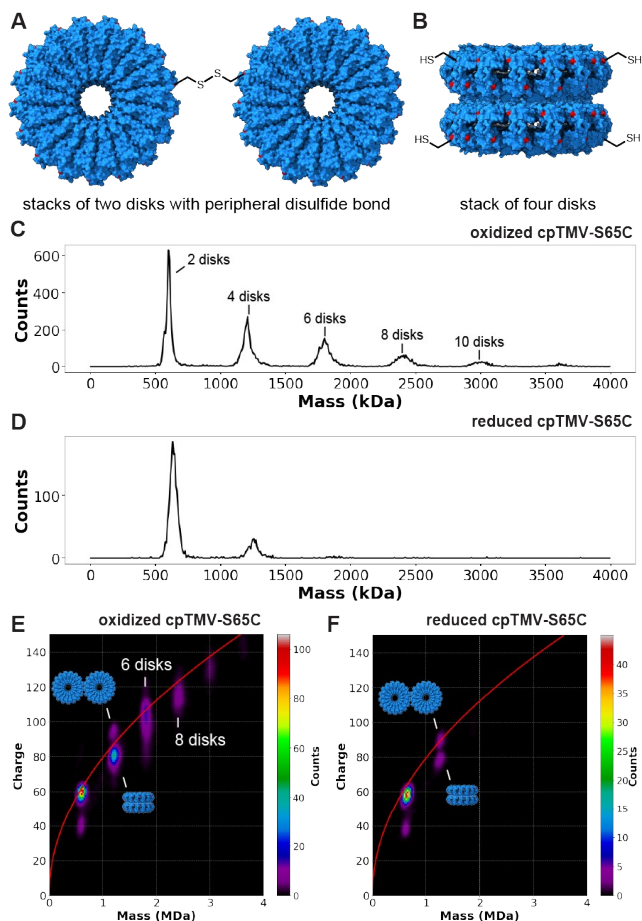 A
B
S
S
HS
SH
HS
SH
stacks of two disks with peripheral disulfide bond
stack of four disks
C
oxidized cpTMV-S65C
600
400
200
0
Counts
2 disks
4 disks
6 disks
8 disks
10 disks
0 500 1000 1500 2000 2500 3000 3500 4000
Mass (kDa)
D
reduced cpTMV-S65C
100
0
Counts
0 500 1000 1500 2000 2500 3000 3500 4000
Mass (kDa)
E
oxidized cpTMV-S65C
140
120
100
80
60
40
20
0
Charge
6 disks
8 disks
0 1 2 3 4
Mass (MDa)
100
80
60
40
20
0
Counts
F
reduced cpTMV-S65C
140
120
100
80
60
40
20
0
Charge
0 1 2 3 4
Mass (MDa)
40
35
30
25
20
15
10
5
0
Counts